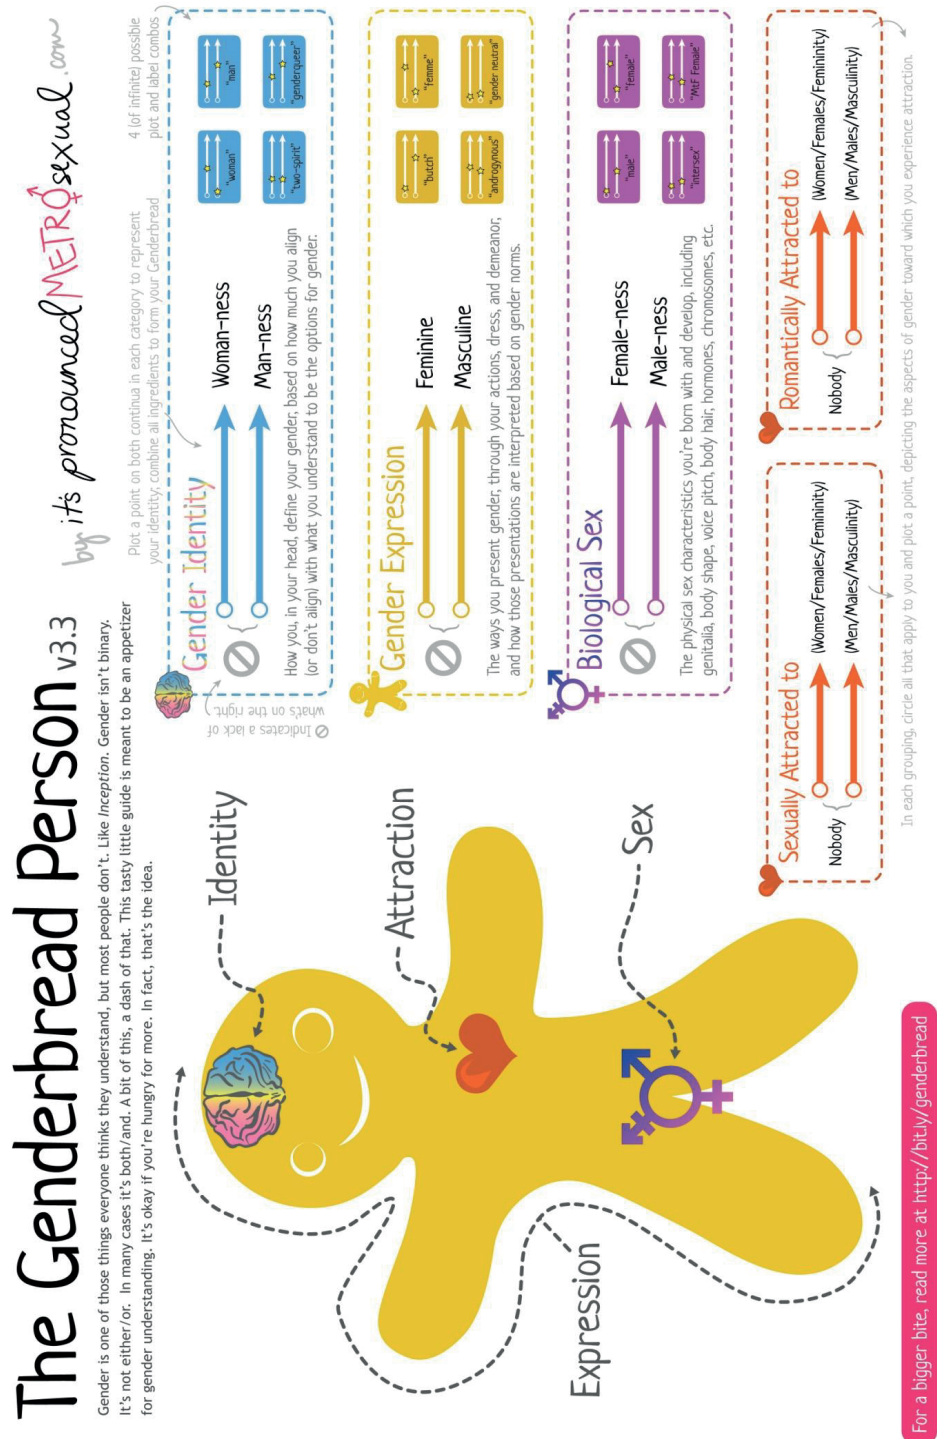 The Genderbread Person v3.3
by it's pronounced METROsexual.com
Gender is one of those things everyone thinks they understand, but most people don't. Like Inception. Gender isn't binary.
It's not either/or. In many cases it's both/and. A bit of this, a dash of that. This tasty little guide is meant to be an appetizer
for gender understanding. It's okay if you're hungry for more. In fact, that's the idea.
Plot a point on both continua in each category to represent
your identity; combine all ingredients to form your Genderbread
4 (of infinite) possible
plot and label combos
Identity
Attraction
Sex
Expression
⃠ Indicates a lack of
what's on the right.
Gender Identity
Woman-ness
Man-ness
How you, in your head, define your gender, based on how much you align
(or don't align) with what you understand to be the options for gender.
"woman"
"man"
"two-spirit"
"genderqueer"
Gender Expression
Feminine
Masculine
The ways you present gender, through your actions, dress, and demeanor,
and how those presentations are interpreted based on gender norms.
"butch"
"femme"
"androgynous"
"gender neutral"
Biological Sex
Female-ness
Male-ness
The physical sex characteristics you're born with and develop, including
genitalia, body shape, voice pitch, body hair, hormones, chromosomes, etc.
"male"
"female"
"intersex"
"MtF Female"
Sexually Attracted to
Nobody
(Women/Females/Femininity)
(Men/Males/Masculinity)
Romantically Attracted to
Nobody
(Women/Females/Femininity)
(Men/Males/Masculinity)
In each grouping, circle all that apply to you and plot a point, depicting the aspects of gender toward which you experience attraction.
For a bigger bite, read more at http://bit.ly/genderbread